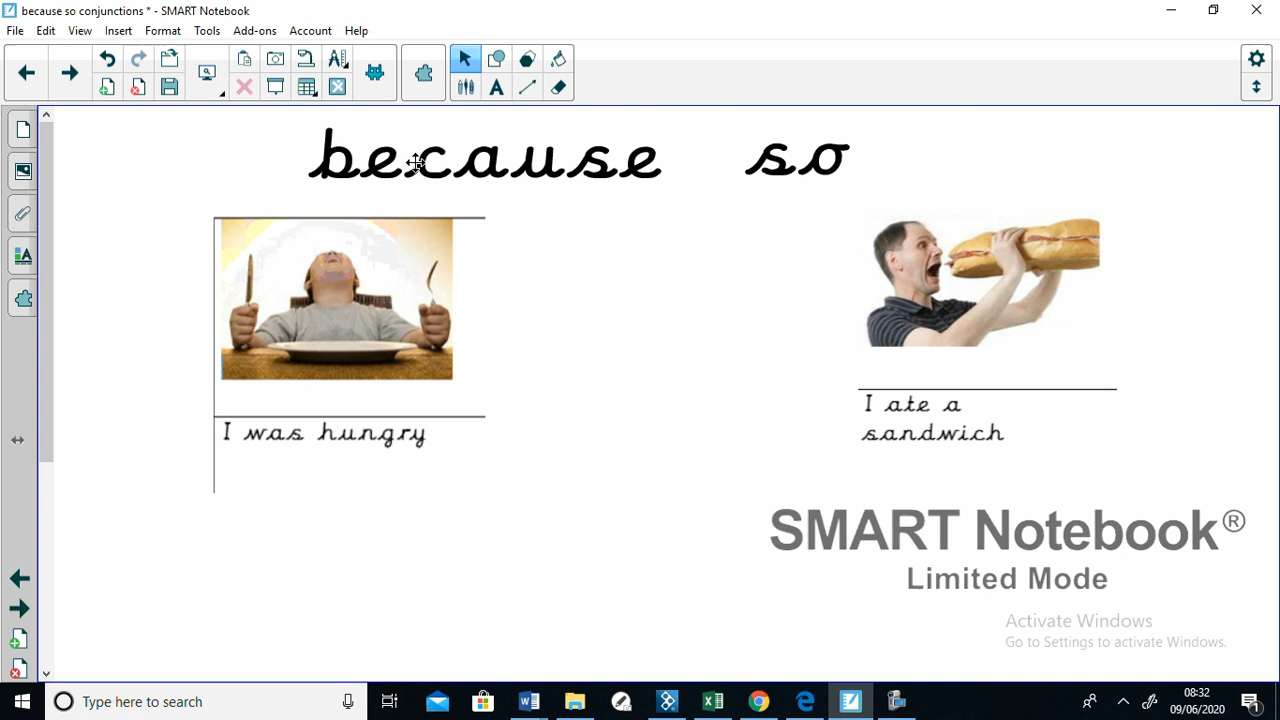 because so conjunctions * - SMART Notebook
File Edit View Insert Format Tools Add-ons Account Help
because so
I was hungry
I ate a
sandwich
SMART Notebook®
Limited Mode
Activate Windows
Go to Settings to activate Windows.
Type here to search
08:32
09/06/2020